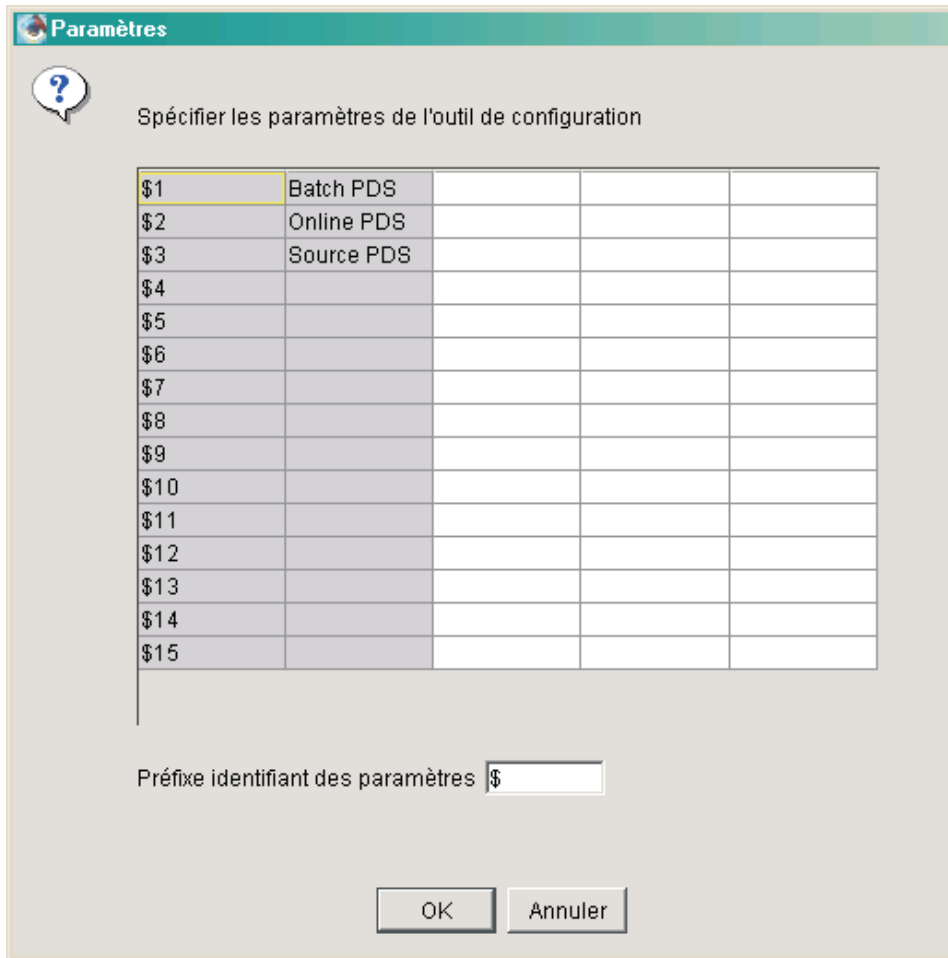 Paramètres
?
Spécifier les paramètres de l'outil de configuration
$1 Batch PDS
$2 Online PDS
$3 Source PDS
$4
$5
$6
$7
$8
$9
$10
$11
$12
$13
$14
$15
Préfixe identifiant des paramètres $
OK Annuler